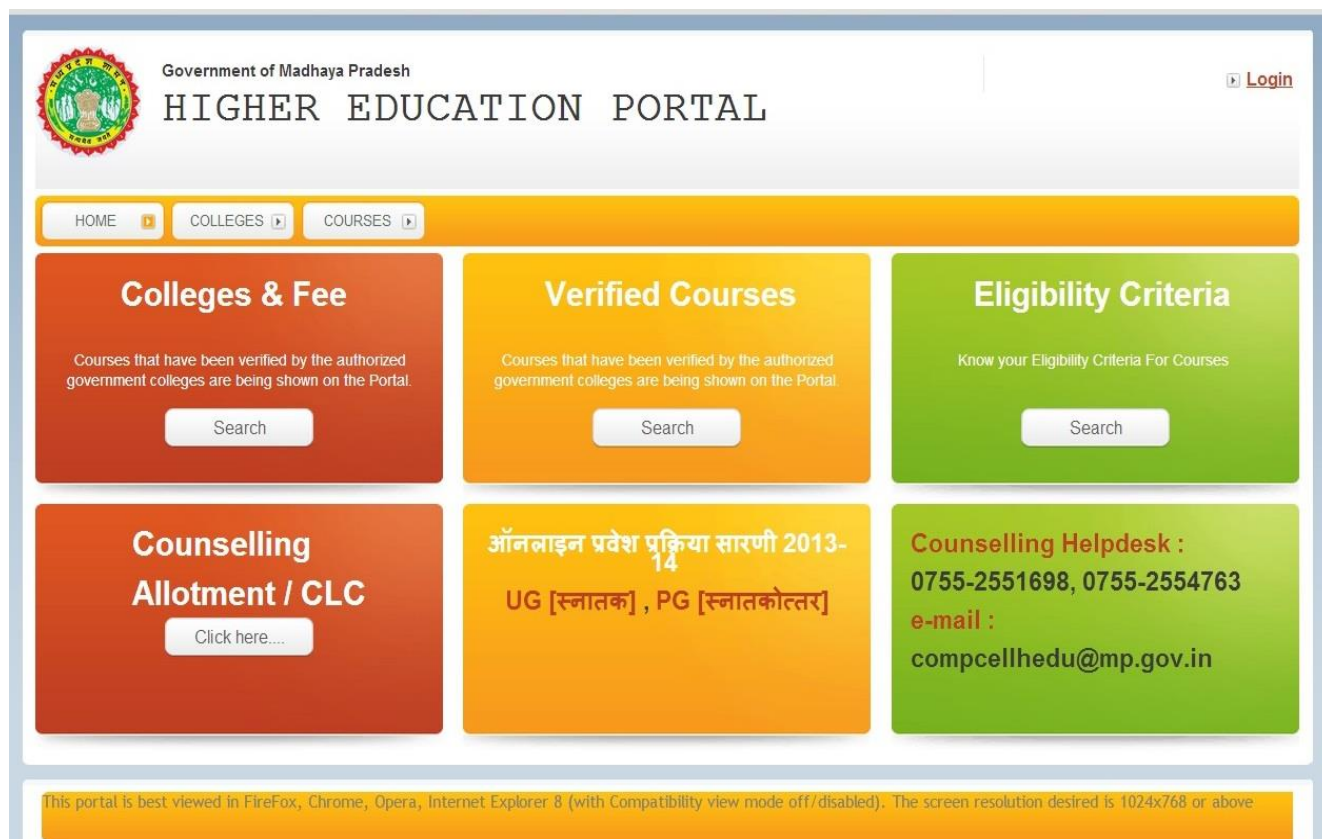 Government of Madhaya Pradesh
HIGHER EDUCATION PORTAL
Login
HOME
COLLEGES
COURSES
Colleges & Fee
Courses that have been verified by the authorized
government colleges are being shown on the Portal.
Search
Verified Courses
Courses that have been verified by the authorized
government colleges are being shown on the Portal.
Search
Eligibility Criteria
Know your Eligibility Criteria For Courses
Search
Counselling
Allotment / CLC
Click here....
ऑनलाइन प्रवेश प्रक्रिया सारणी 2013-
14
UG [स्नातक] , PG [स्नातकोत्तर]
Counselling Helpdesk :
0755-2551698, 0755-2554763
e-mail :
compcellhedu@mp.gov.in
This portal is best viewed in FireFox, Chrome, Opera, Internet Explorer 8 (with Compatibility view mode off/disabled). The screen resolution desired is 1024x768 or above